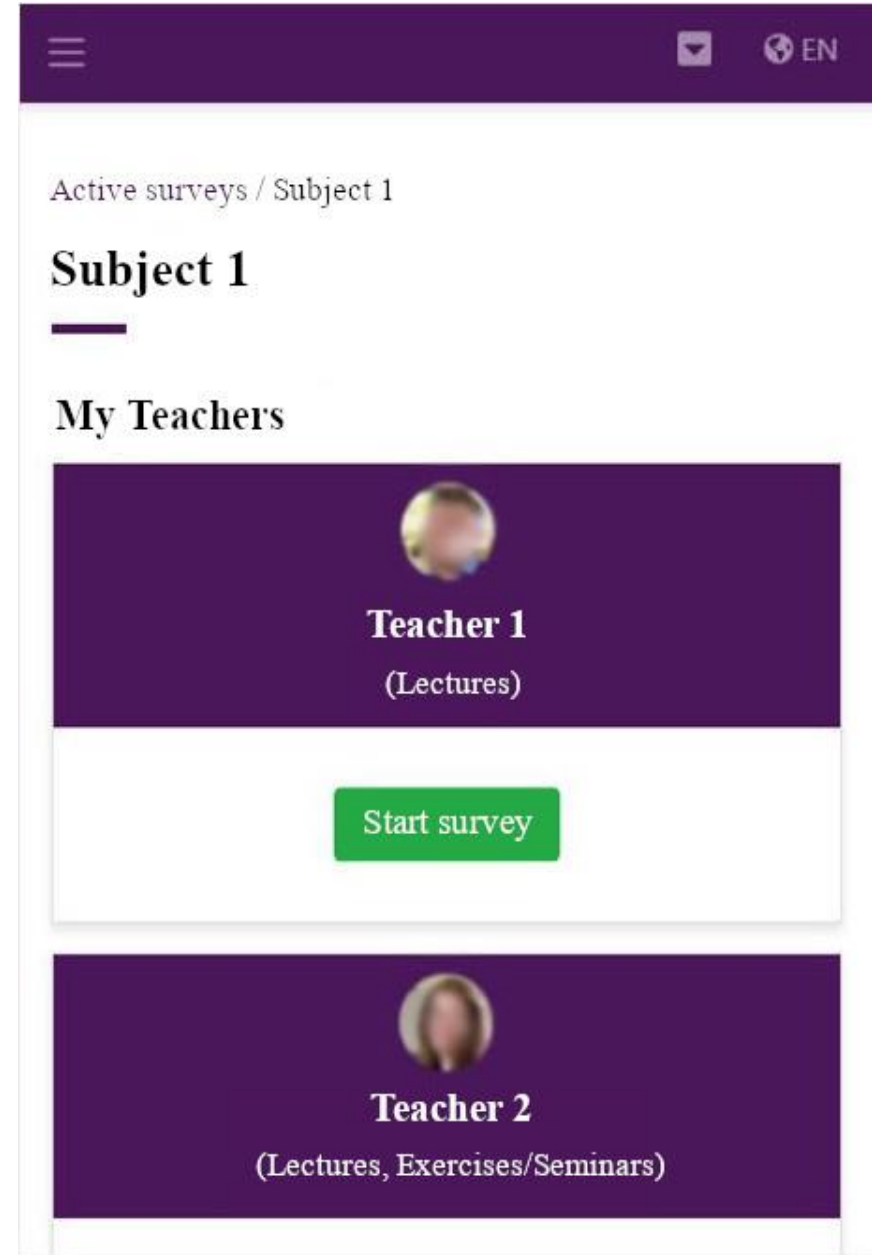 EN
Active surveys / Subject 1
Subject 1
My Teachers
Teacher 1
(Lectures)
Start survey
Teacher 2
(Lectures, Exercises/Seminars)